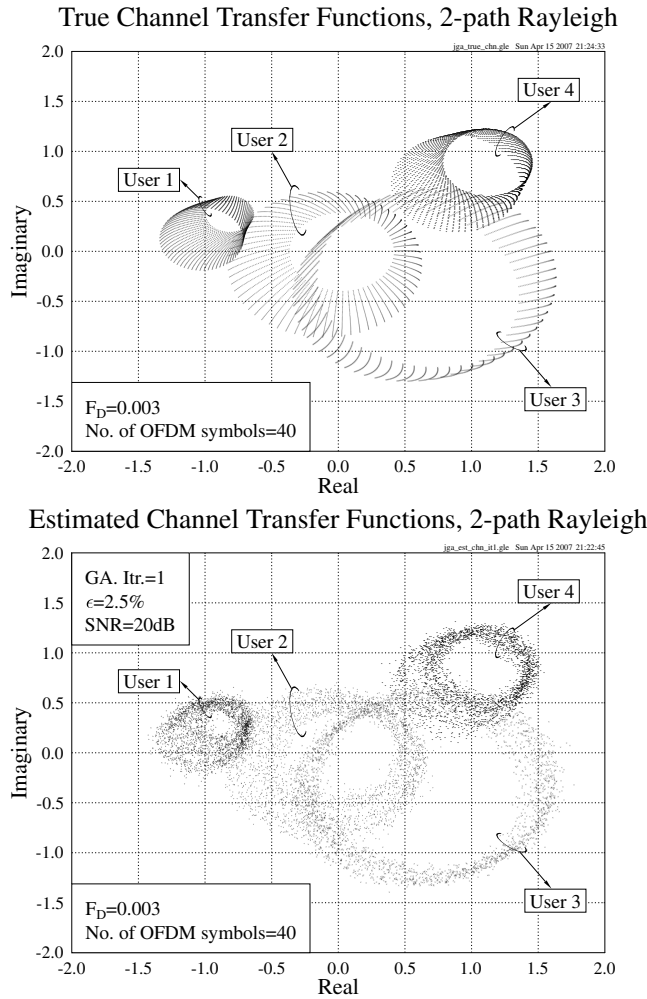 True Channel Transfer Functions, 2-path Rayleigh
jga_true_chn.gle Sun Apr 15 2007 21:24:33
2.0
1.5
1.0
0.5
0.0
-0.5
-1.0
-1.5
-2.0
Imaginary
User 4
User 2
User 1
User 3
F_D=0.003
No. of OFDM symbols=40
-2.0 -1.5 -1.0 -0.5 0.0 0.5 1.0 1.5 2.0
Real
Estimated Channel Transfer Functions, 2-path Rayleigh
jga_est_chn_it1.gle Sun Apr 15 2007 21:22:45
2.0
1.5
1.0
0.5
0.0
-0.5
-1.0
-1.5
-2.0
Imaginary
GA. Itr.=1
ϵ=2.5%
SNR=20dB
User 4
User 2
User 1
User 3
F_D=0.003
No. of OFDM symbols=40
-2.0 -1.5 -1.0 -0.5 0.0 0.5 1.0 1.5 2.0
Real